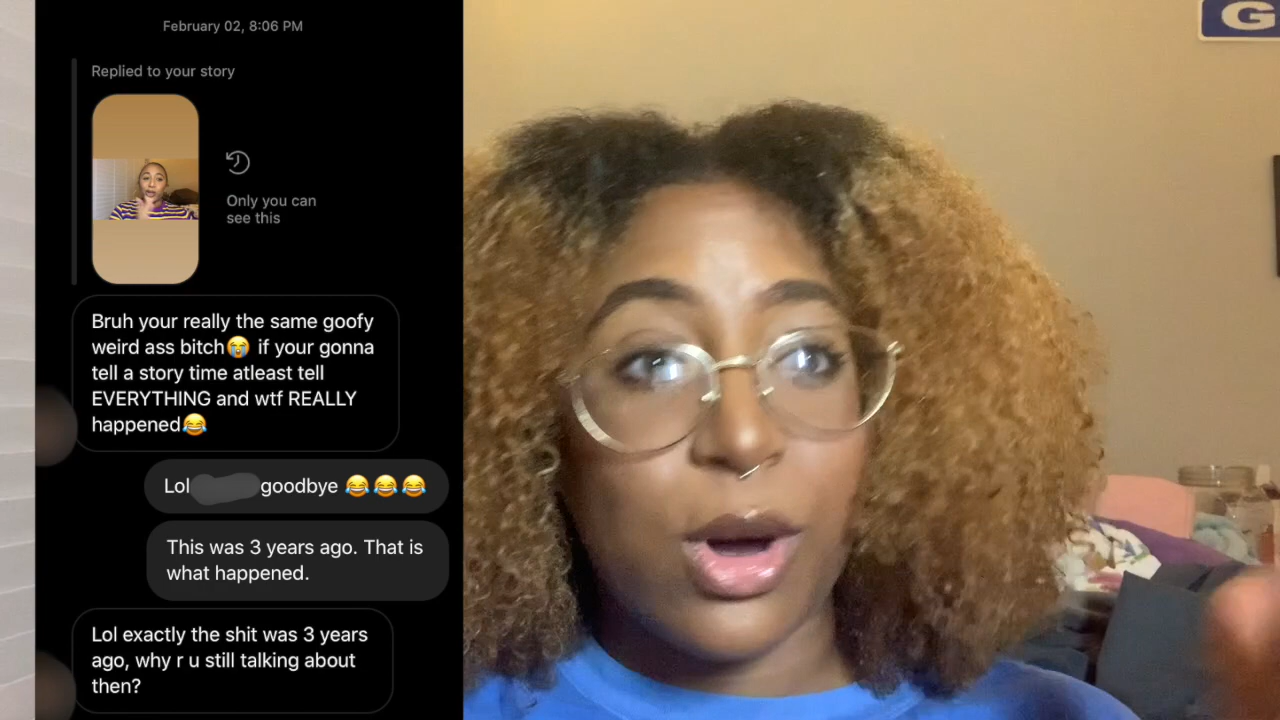 February 02, 8:06 PM
Replied to your story
Only you can
see this
Bruh your really the same goofy
weird ass bitch😭 if your gonna
tell a story time atleast tell
EVERYTHING and wtf REALLY
happened😂
Lol goodbye 😂😂😂
This was 3 years ago. That is
what happened.
Lol exactly the shit was 3 years
ago, why r u still talking about
then?
G